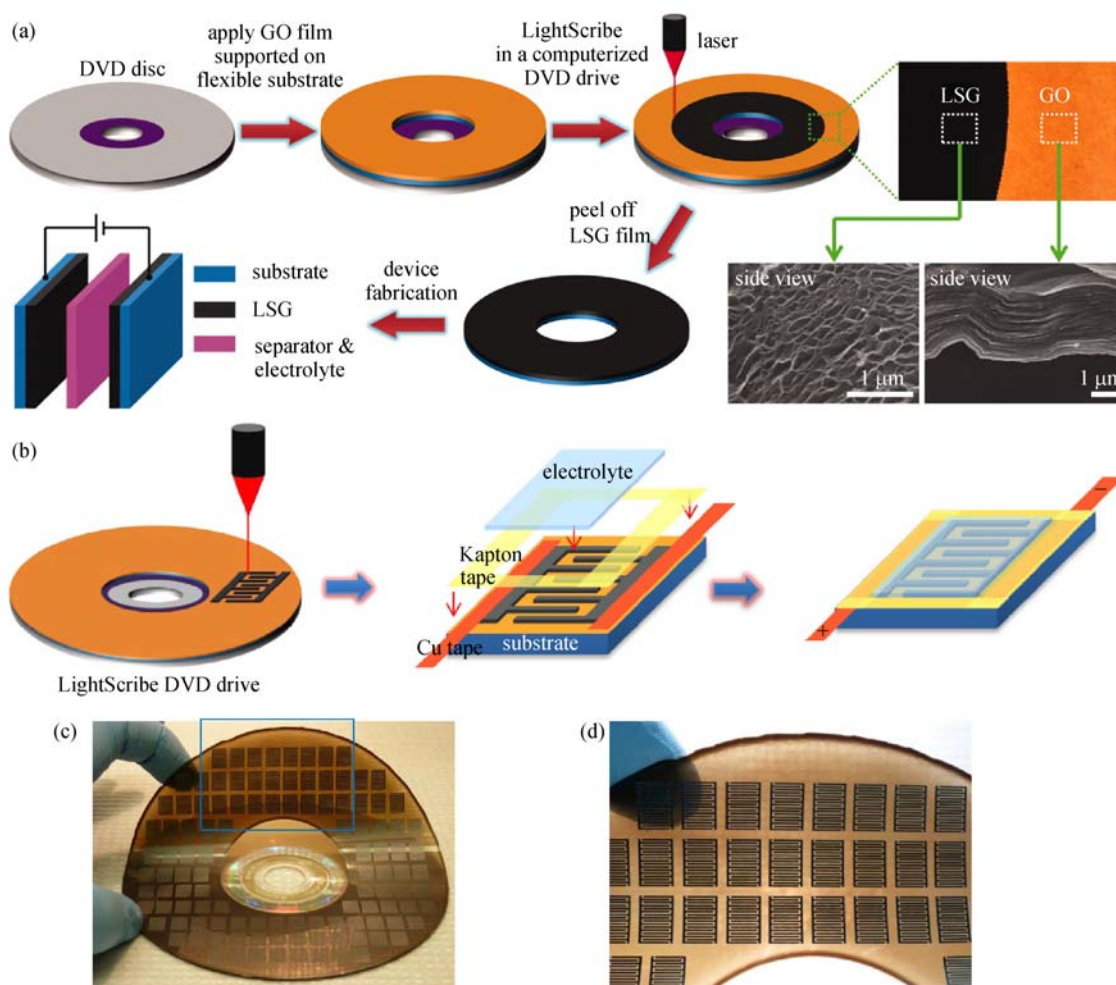 (a)
DVD disc
apply GO film
supported on
flexible substrate
LightScribe
in a computerized
DVD drive
laser
LSG
GO
peel off
LSG film
device
fabrication
substrate
LSG
separator &
electrolyte
side view
1 μm
side view
1 μm
(b)
LightScribe DVD drive
electrolyte
Kapton
tape
Cu tape
substrate
−
+
(c)
(d)